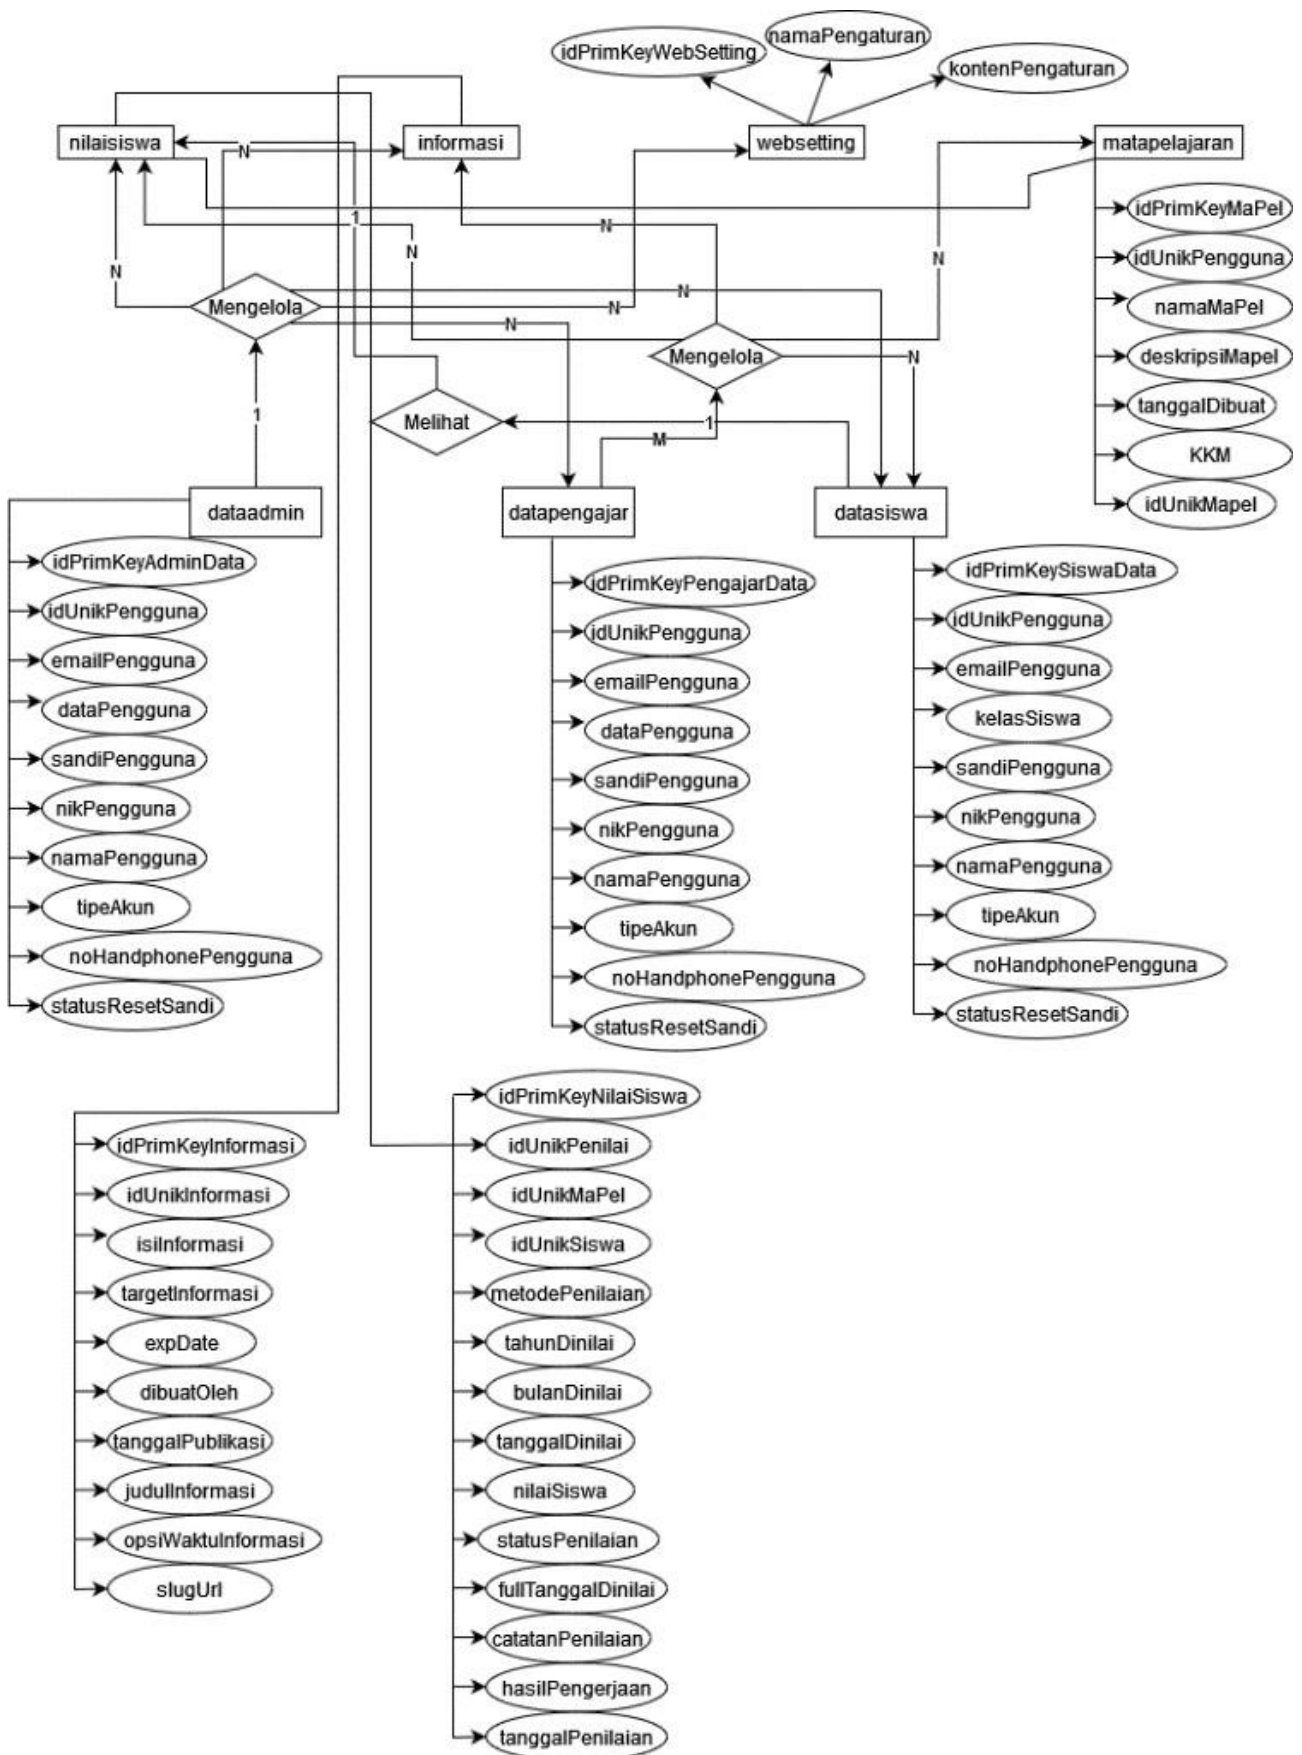 idPrimKeyWebSetting
namaPengaturan
kontenPengaturan
nilaisiswa
informasi
websetting
matapelajaran
N
1
N
N
N
N
N
N
N
N
N
Mengelola
Mengelola
Melihat
1
1
M
idPrimKeyMaPel
idUnikPengguna
namaMaPel
deskripsiMapel
tanggalDibuat
KKM
idUnikMapel
dataadmin
datapengajar
datasiswa
idPrimKeyAdminData
idUnikPengguna
emailPengguna
dataPengguna
sandiPengguna
nikPengguna
namaPengguna
tipeAkun
noHandphonePengguna
statusResetSandi
idPrimKeyPengajarData
idUnikPengguna
emailPengguna
dataPengguna
sandiPengguna
nikPengguna
namaPengguna
tipeAkun
noHandphonePengguna
statusResetSandi
idPrimKeySiswaData
idUnikPengguna
emailPengguna
kelasSiswa
sandiPengguna
nikPengguna
namaPengguna
tipeAkun
noHandphonePengguna
statusResetSandi
idPrimKeyInformasi
idUnikInformasi
isiInformasi
targetInformasi
expDate
dibuatOleh
tanggalPublikasi
judulInformasi
opsiWaktuInformasi
slugUrl
idPrimKeyNilaiSiswa
idUnikPenilai
idUnikMaPel
idUnikSiswa
metodePenilaian
tahunDinilai
bulanDinilai
tanggalDinilai
nilaiSiswa
statusPenilaian
fullTanggalDinilai
catatanPenilaian
hasilPengerjaan
tanggalPenilaian